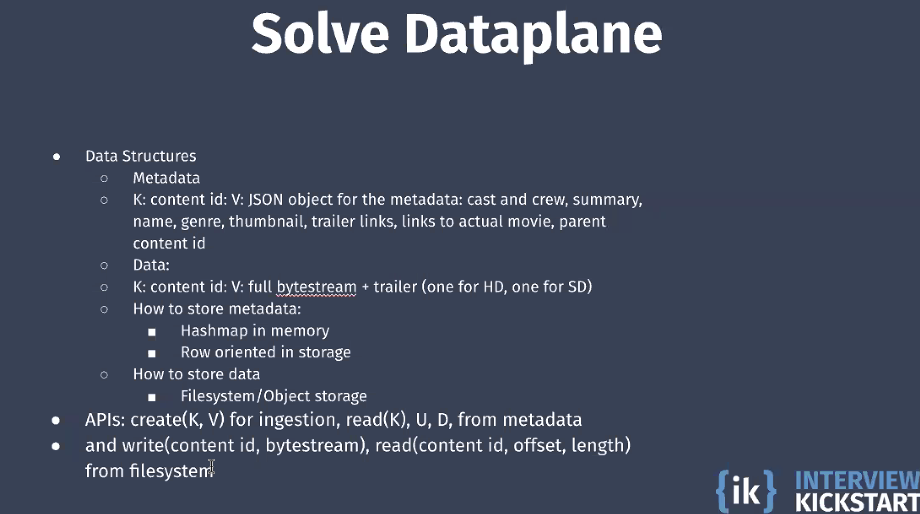 Solve Dataplane
● Data Structures
○ Metadata
○ K: content id: V: JSON object for the metadata: cast and crew, summary,
name, genre, thumbnail, trailer links, links to actual movie, parent
content id
○ Data:
○ K: content id: V: full bytestream + trailer (one for HD, one for SD)
○ How to store metadata:
■ Hashmap in memory
■ Row oriented in storage
○ How to store data
■ Filesystem/Object storage
● APIs: create(K, V) for ingestion, read(K), U, D, from metadata
● and write(content id, bytestream), read(content id, offset, length)
from filesystem
{ik} INTERVIEW
KICKSTART